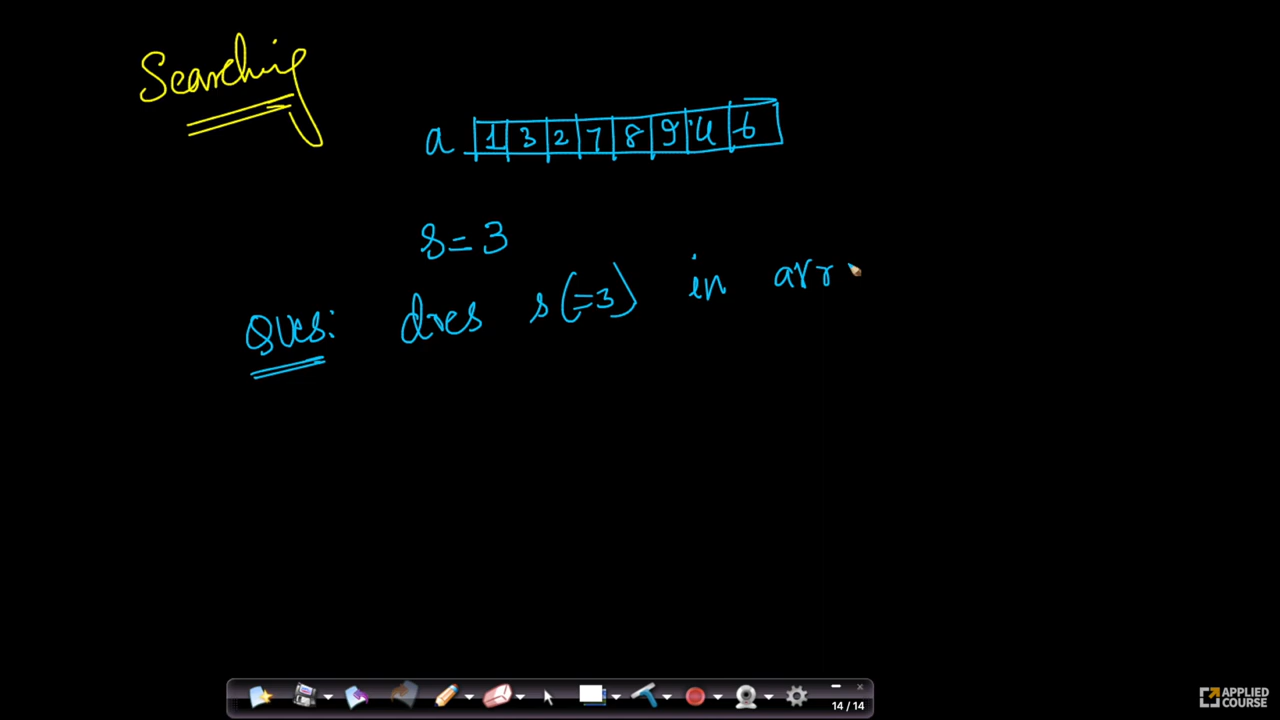 Searching
a 1 3 2 7 8 9 4 6
s = 3
Ques: does s(=3) in arr
14 / 14
APPLIED
COURSE